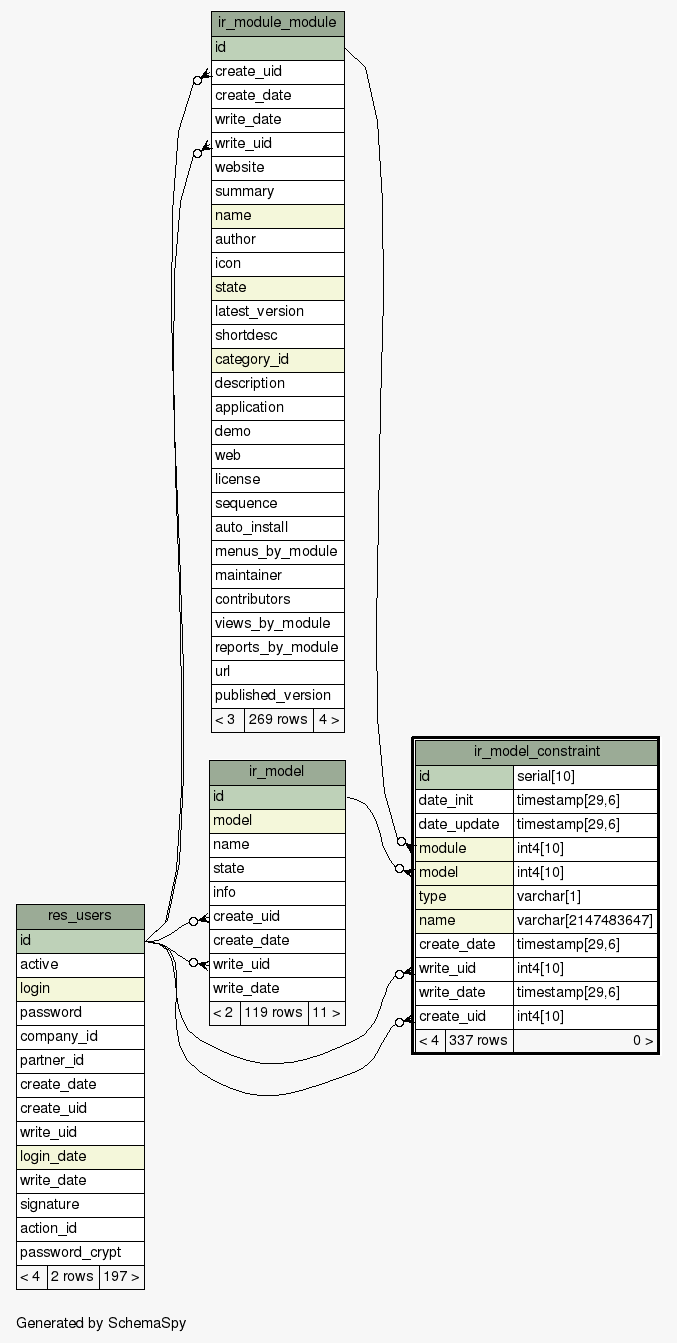 ir_module_module
id
create_uid
create_date
write_date
write_uid
website
summary
name
author
icon
state
latest_version
shortdesc
category_id
description
application
demo
web
license
sequence
auto_install
menus_by_module
maintainer
contributors
views_by_module
reports_by_module
url
published_version
< 3 269 rows 4 >
ir_model
id
model
name
state
info
create_uid
create_date
write_uid
write_date
< 2 119 rows 11 >
ir_model_constraint
id serial[10]
date_init timestamp[29,6]
date_update timestamp[29,6]
module int4[10]
model int4[10]
type varchar[1]
name varchar[2147483647]
create_date timestamp[29,6]
write_uid int4[10]
write_date timestamp[29,6]
create_uid int4[10]
< 4 337 rows 0 >
res_users
id
active
login
password
company_id
partner_id
create_date
create_uid
write_uid
login_date
write_date
signature
action_id
password_crypt
< 4 2 rows 197 >
Generated by SchemaSpy